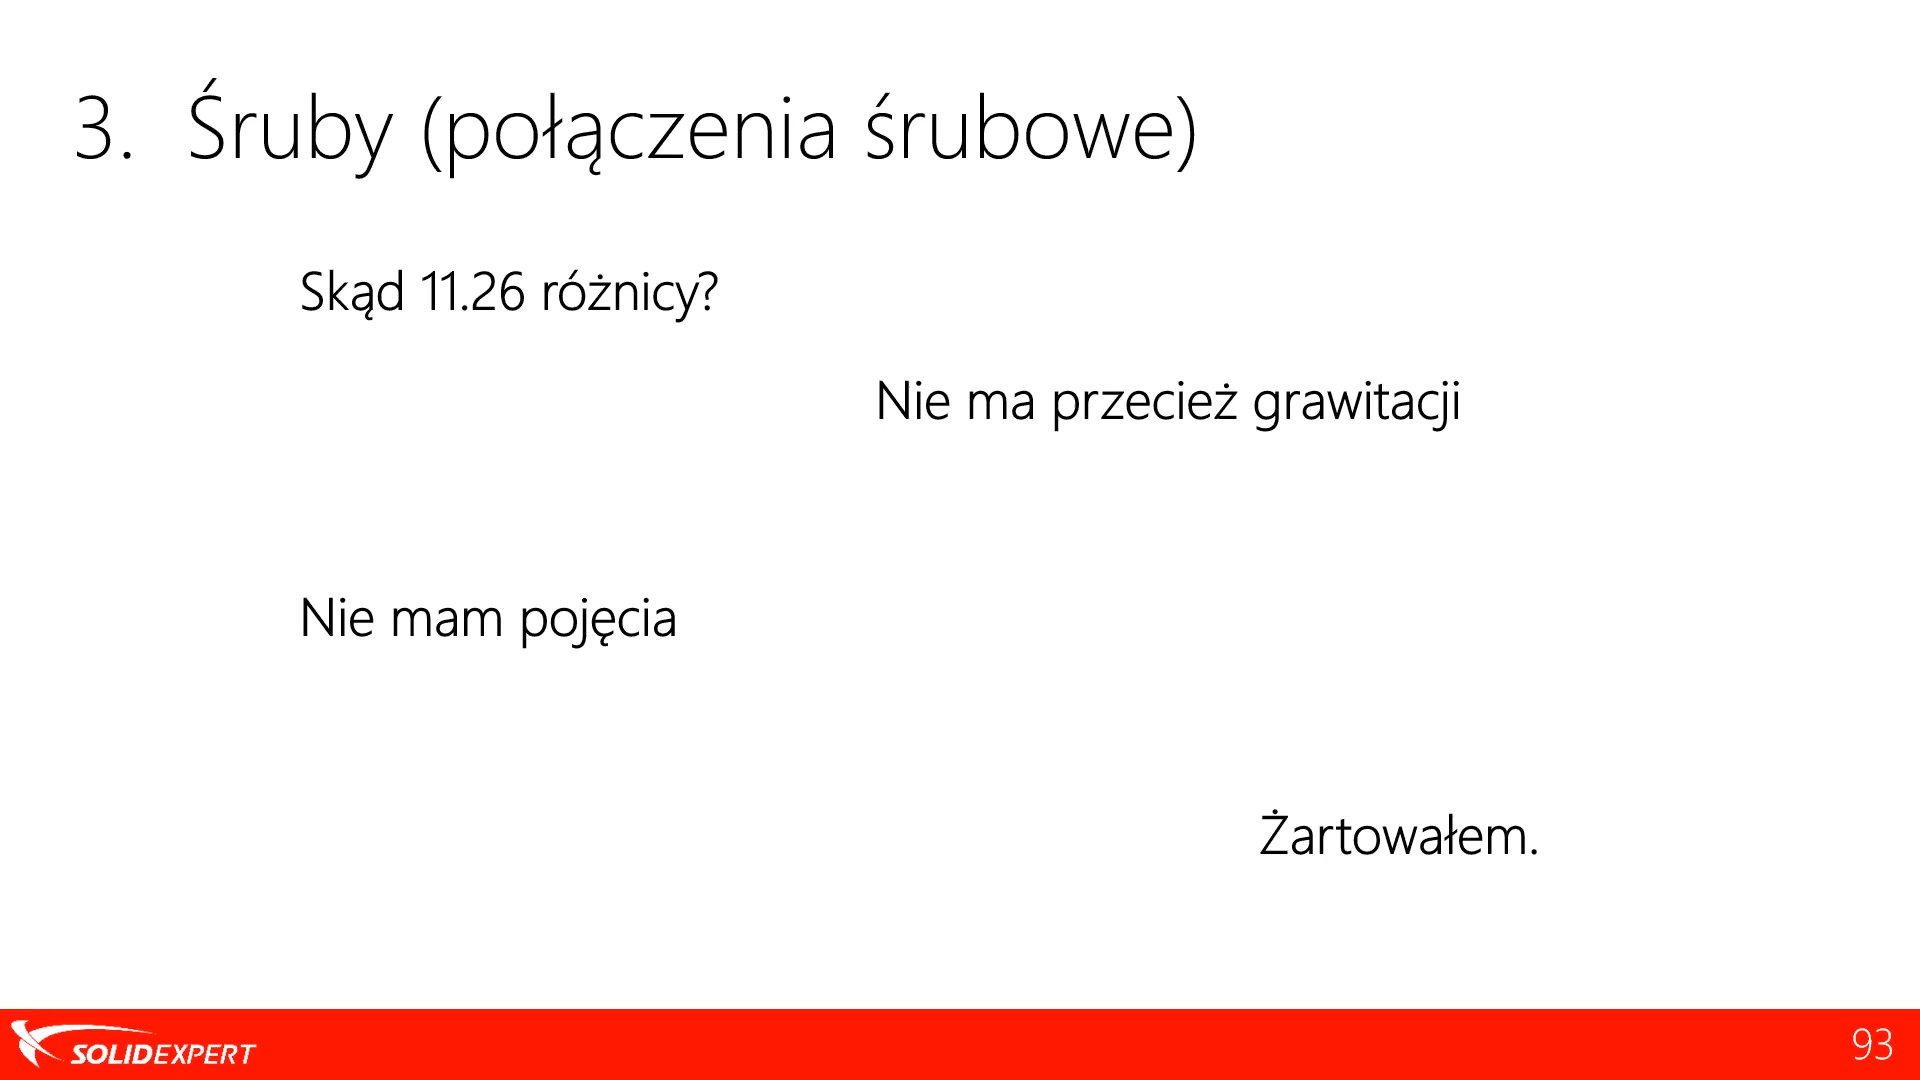 3. Śruby (połączenia śrubowe)
Skąd 11.26 różnicy?
Nie ma przecież grawitacji
Nie mam pojęcia
Żartowałem.
SOLIDEXPERT
93